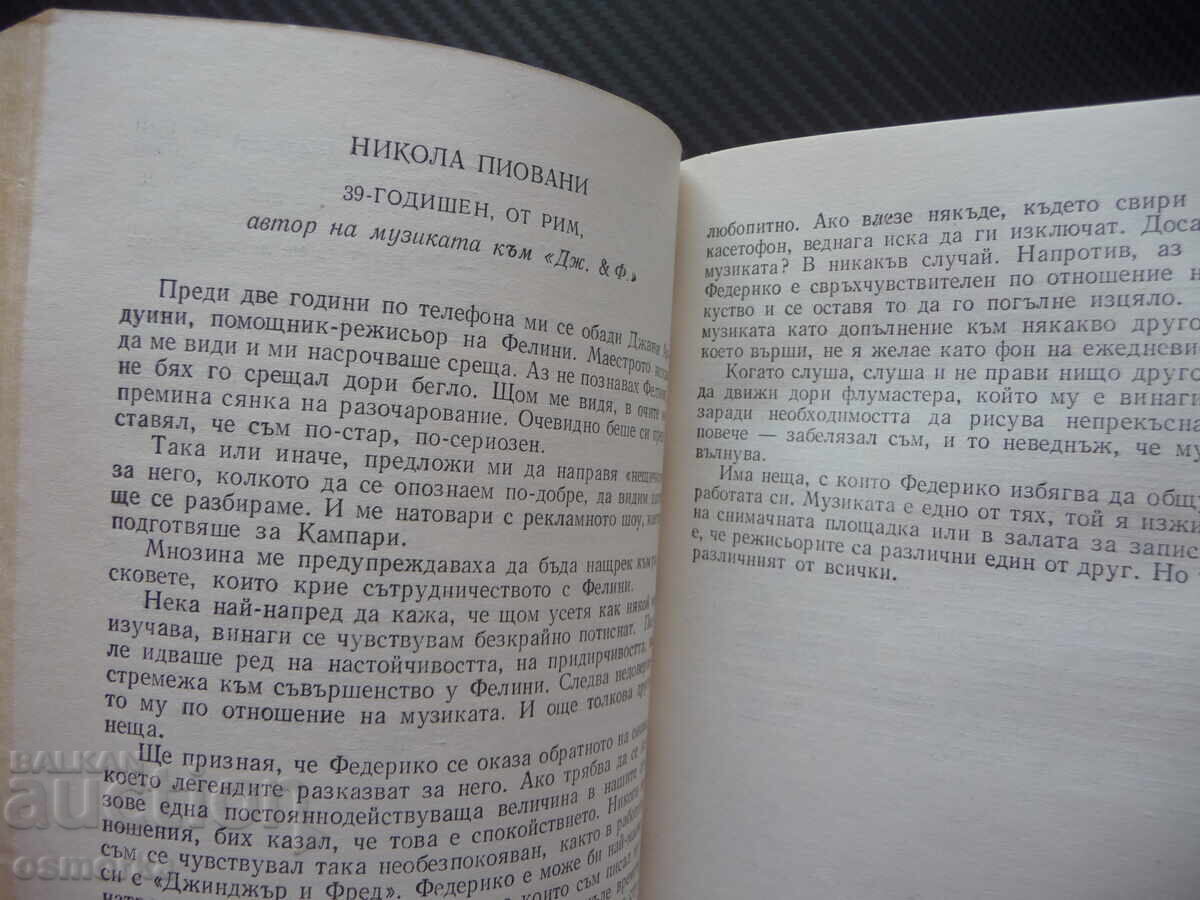 НИКОЛА ПИОВАНИ
39-ГОДИШЕН, ОТ РИМ,
автор на музиката към «Дж. & Ф.»
Преди две години по телефона ми се обади Джани
дуини, помощник-режисьор на Фелини. Маестрото
да ме види и ми насрочваше среща. Аз не познавах
не бях го срещал дори бегло. Щом ме видя, в очите
премина сянка на разочарование. Очевидно беше си
ставял, че съм по-стар, по-сериозен.
Така или иначе, предложи ми да направя
за него, колкото да се опознаем по-добре, да видим
ще се разбираме. И ме натовари с рекламното шоу,
подготвяше за Кампари.
Мнозина ме предупреждаваха да бъда нащрек
сковете, които крие сътрудничеството с Фелини.
Нека най-напред да кажа, че щом усетя как някой
изучава, винаги се чувствувам безкрайно потиснат.
ле идваше ред на настойчивостта, на придирчивостта,
стремежа към съвършенство у Фелини. Следва
то му по отношение на музиката. И още толкова
неща.
Ще призная, че Федерико се оказа обратното на
което легендите разказват за него. Ако трябва да се
зове една постояннодействуваща величина в нашите
ношения, бих казал, че това е спокойствието.
съм се чувствувал така необезпокояван, както в
си с «Джинджър и Фред». Федерико е може би
които съм писал
любопитно. Ако влезе някъде, където свири
касетофон, веднага иска да ги изключат.
музиката? В никакъв случай. Напротив, аз
Федерико е свръхчувствителен по отношение
куство и се оставя то да го погълне изцяло.
музиката като допълнение към някакво друго
което върши, не я желае като фон на
Когато слуша, слуша и не прави нищо друго
да движи дори флумастера, който му е винаги
заради необходимостта да рисува
повече — забелязал съм, и то неведнъж, че
вълнува.
Има неща, с които Федерико избягва да
работата си. Музиката е едно от тях, той я
на снимачната площадка или в залата за
е, че режисьорите са различни един от друг. Но
различният от всички.
BALKAN
auction
osmorka